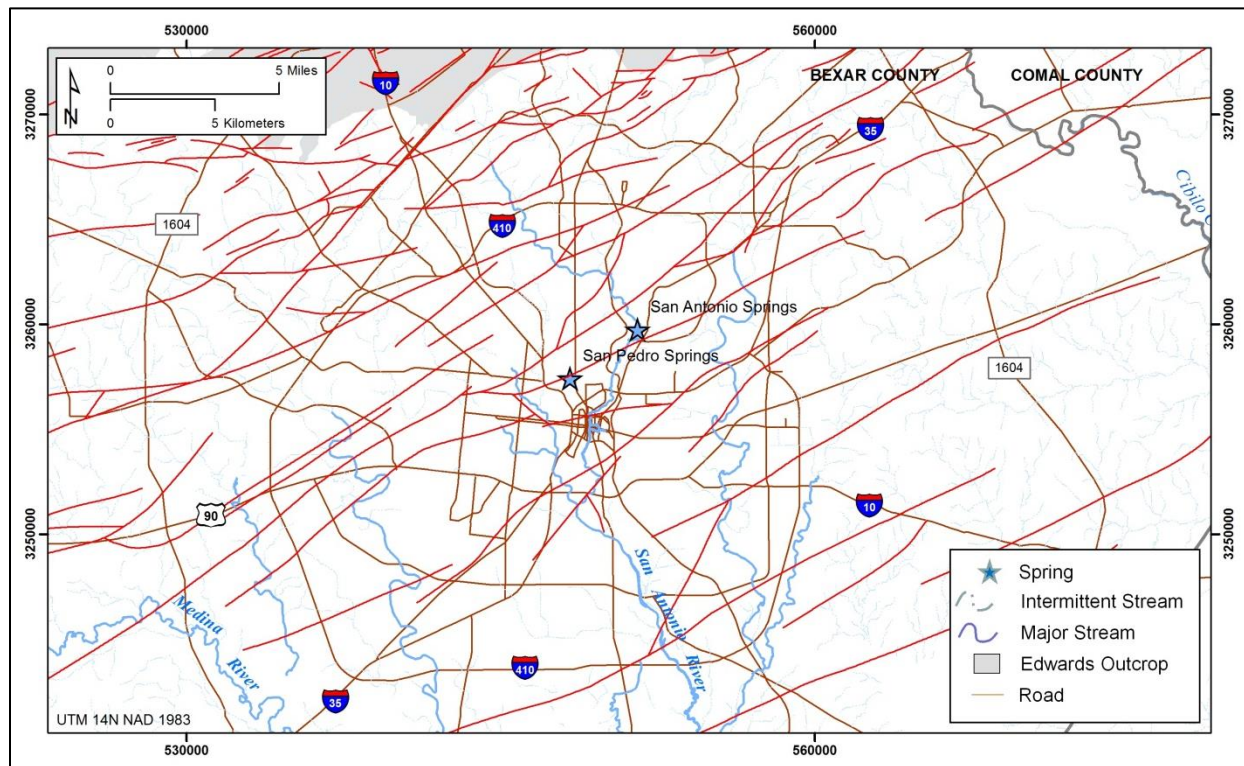 530000
560000
0
5 Miles
0
5 Kilometers
N
10
BEXAR COUNTY
COMAL COUNTY
3270000
3270000
35
Cibilo C
1604
410
San Antonio Springs
3260000
3260000
San Pedro Springs
1604
90
10
3250000
3250000
San Antonio River
Medina River
410
35
Spring
Intermittent Stream
Major Stream
Edwards Outcrop
Road
UTM 14N NAD 1983
530000
560000